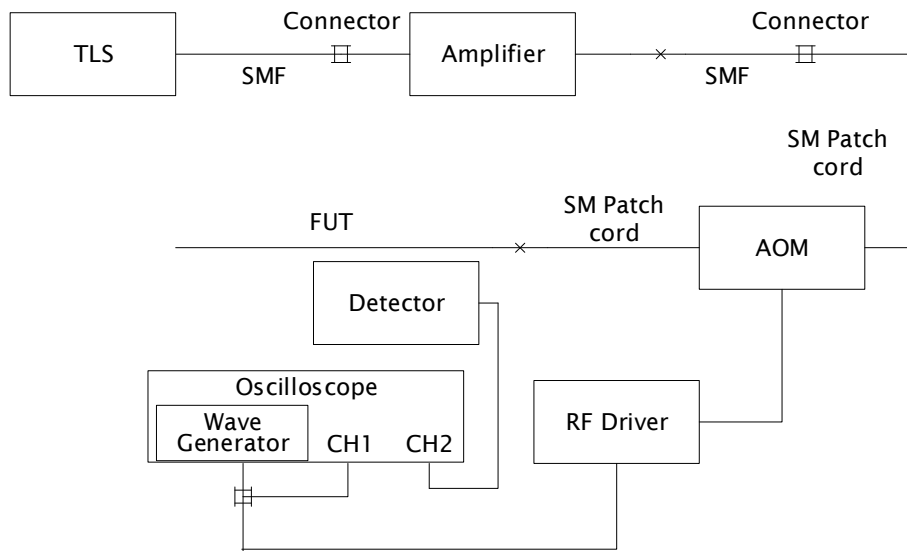 Connector
Connector
TLS
Amplifier
SMF
SMF
SM Patch
cord
FUT
SM Patch
cord
AOM
Detector
Oscilloscope
Wave
Generator
CH1
CH2
RF Driver